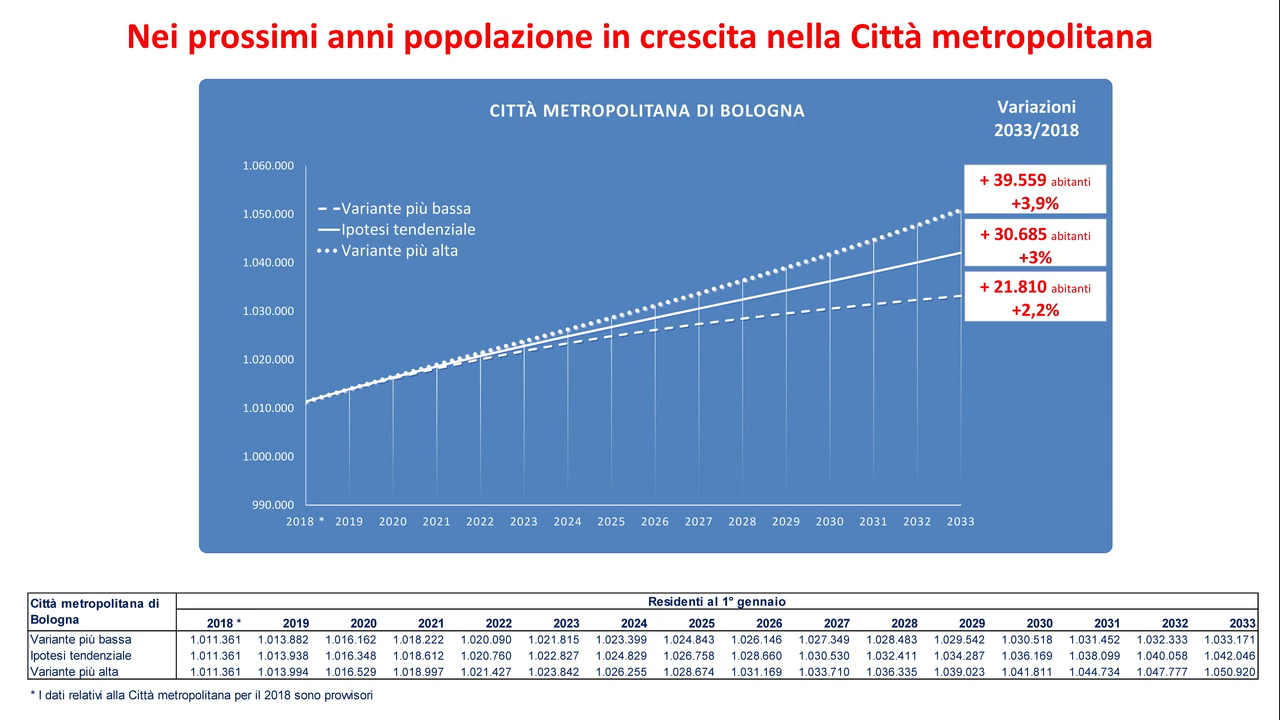 Nei prossimi anni popolazione in crescita nella Città metropolitana
CITTÀ METROPOLITANA DI BOLOGNA
Variazioni
2033/2018
1.060.000
1.050.000
1.040.000
1.030.000
1.020.000
1.010.000
1.000.000
990.000
Variante più bassa
Ipotesi tendenziale
Variante più alta
+ 39.559 abitanti
+3,9%
+ 30.685 abitanti
+3%
+ 21.810 abitanti
+2,2%
2018 * 2019 2020 2021 2022 2023 2024 2025 2026 2027 2028 2029 2030 2031 2032 2033
Città metropolitana di
Bologna
Residenti al 1° gennaio
2018 * 2019 2020 2021 2022 2023 2024 2025 2026 2027 2028 2029 2030 2031 2032 2033
Variante più bassa 1.011.361 1.013.882 1.016.162 1.018.222 1.020.090 1.021.815 1.023.399 1.024.843 1.026.146 1.027.349 1.028.483 1.029.542 1.030.518 1.031.452 1.032.333 1.033.171
Ipotesi tendenziale 1.011.361 1.013.938 1.016.348 1.018.612 1.020.760 1.022.827 1.024.829 1.026.758 1.028.660 1.030.530 1.032.411 1.034.287 1.036.169 1.038.099 1.040.058 1.042.046
Variante più alta 1.011.361 1.013.994 1.016.529 1.018.997 1.021.427 1.023.842 1.026.255 1.028.674 1.031.169 1.033.710 1.036.335 1.039.023 1.041.811 1.044.734 1.047.777 1.050.920
* I dati relativi alla Città metropolitana per il 2018 sono provvisori